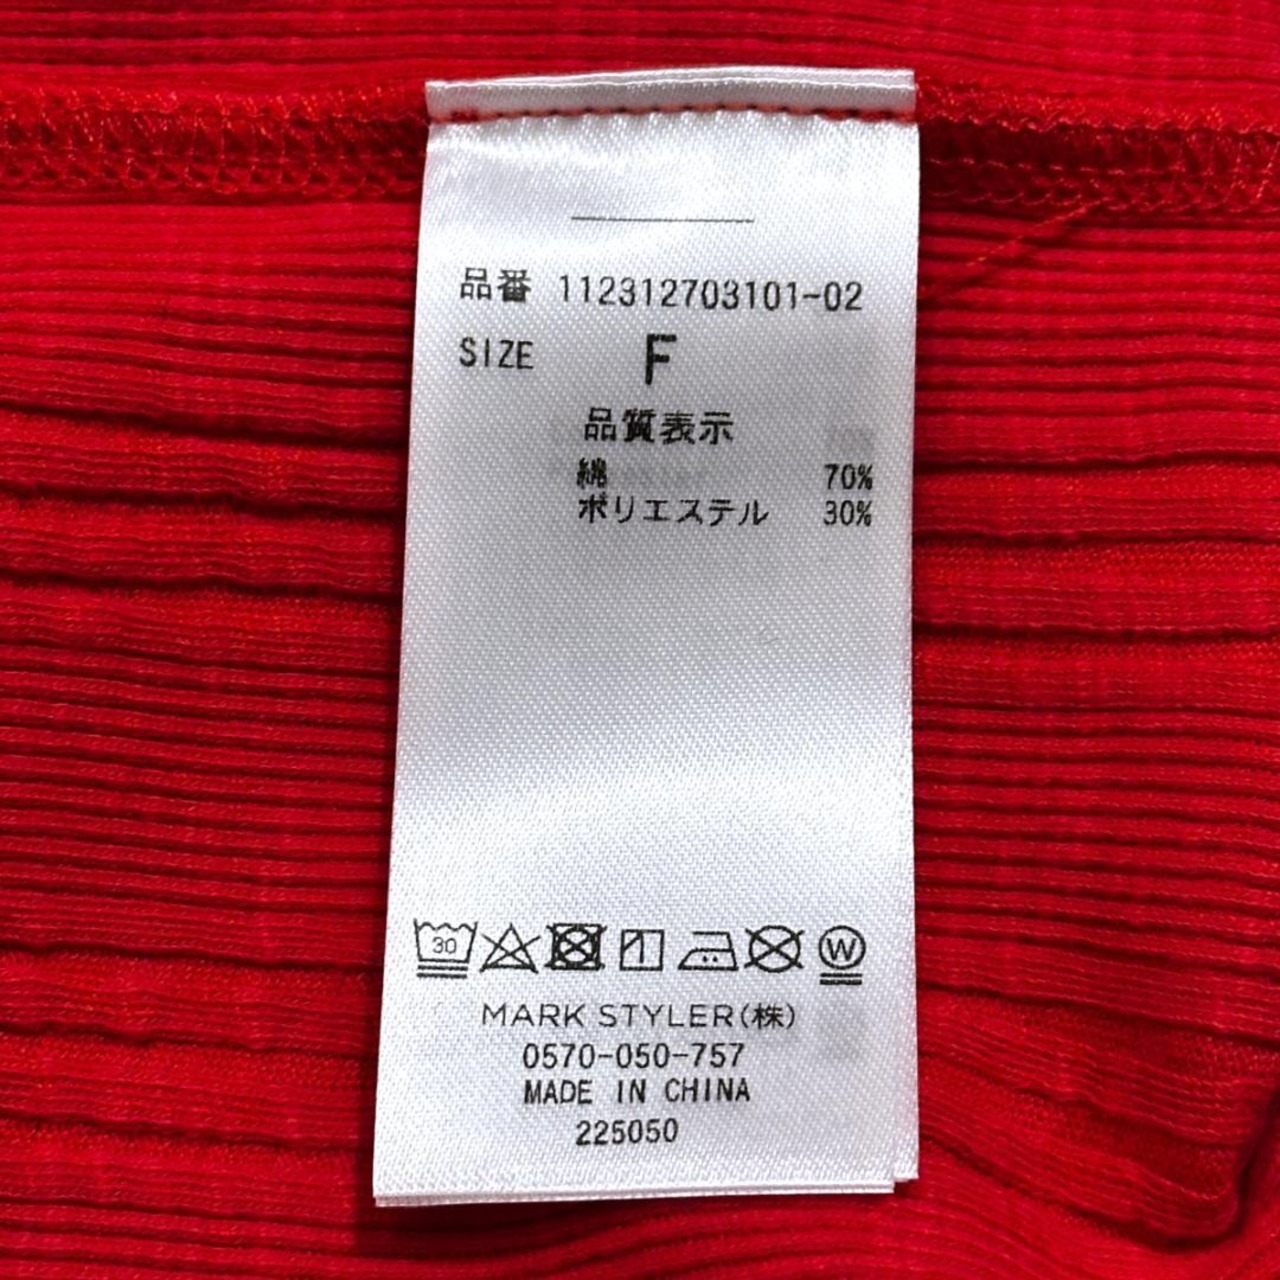 品番 112312703101-02
SIZE F
品質表示
綿 70%
ポリエステル 30%
30 W
MARK STYLER(株)
0570-050-757
MADE IN CHINA
225050